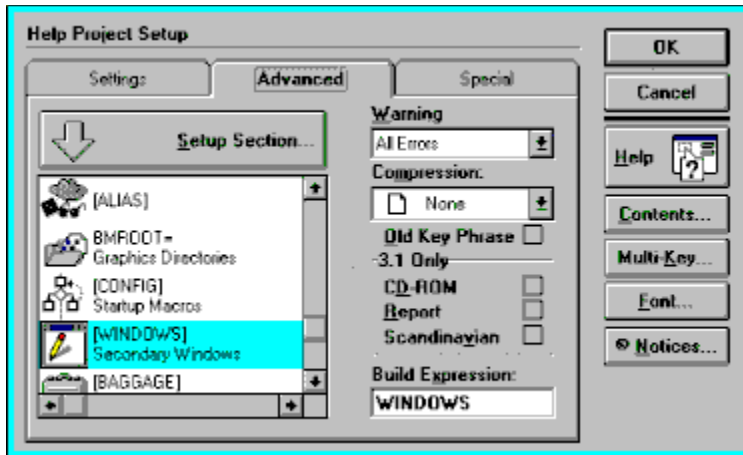 Help Project Setup
Settings
Advanced
Special
Setup Section...
[ALIAS]
BMROOT=
Graphics Directories
[CONFIG]
Startup Macros
[WINDOWS]
Secondary Windows
[BAGGAGE]
Warning
All Errors
Compression:
None
Old Key Phrase
3.1 Only
CD-ROM
Report
Scandinavian
Build Expression:
WINDOWS
OK
Cancel
Help
?
Contents...
Multi-Key...
Font...
Notices...